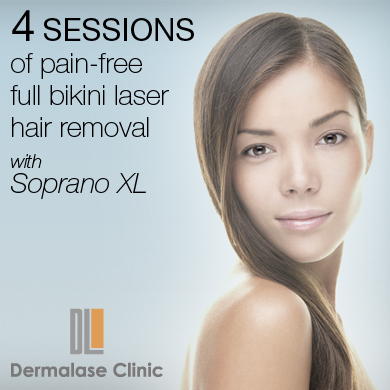 4 SESSIONS
of pain-free
full bikini laser
hair removal
with
Soprano XL
DL
Dermalase Clinic